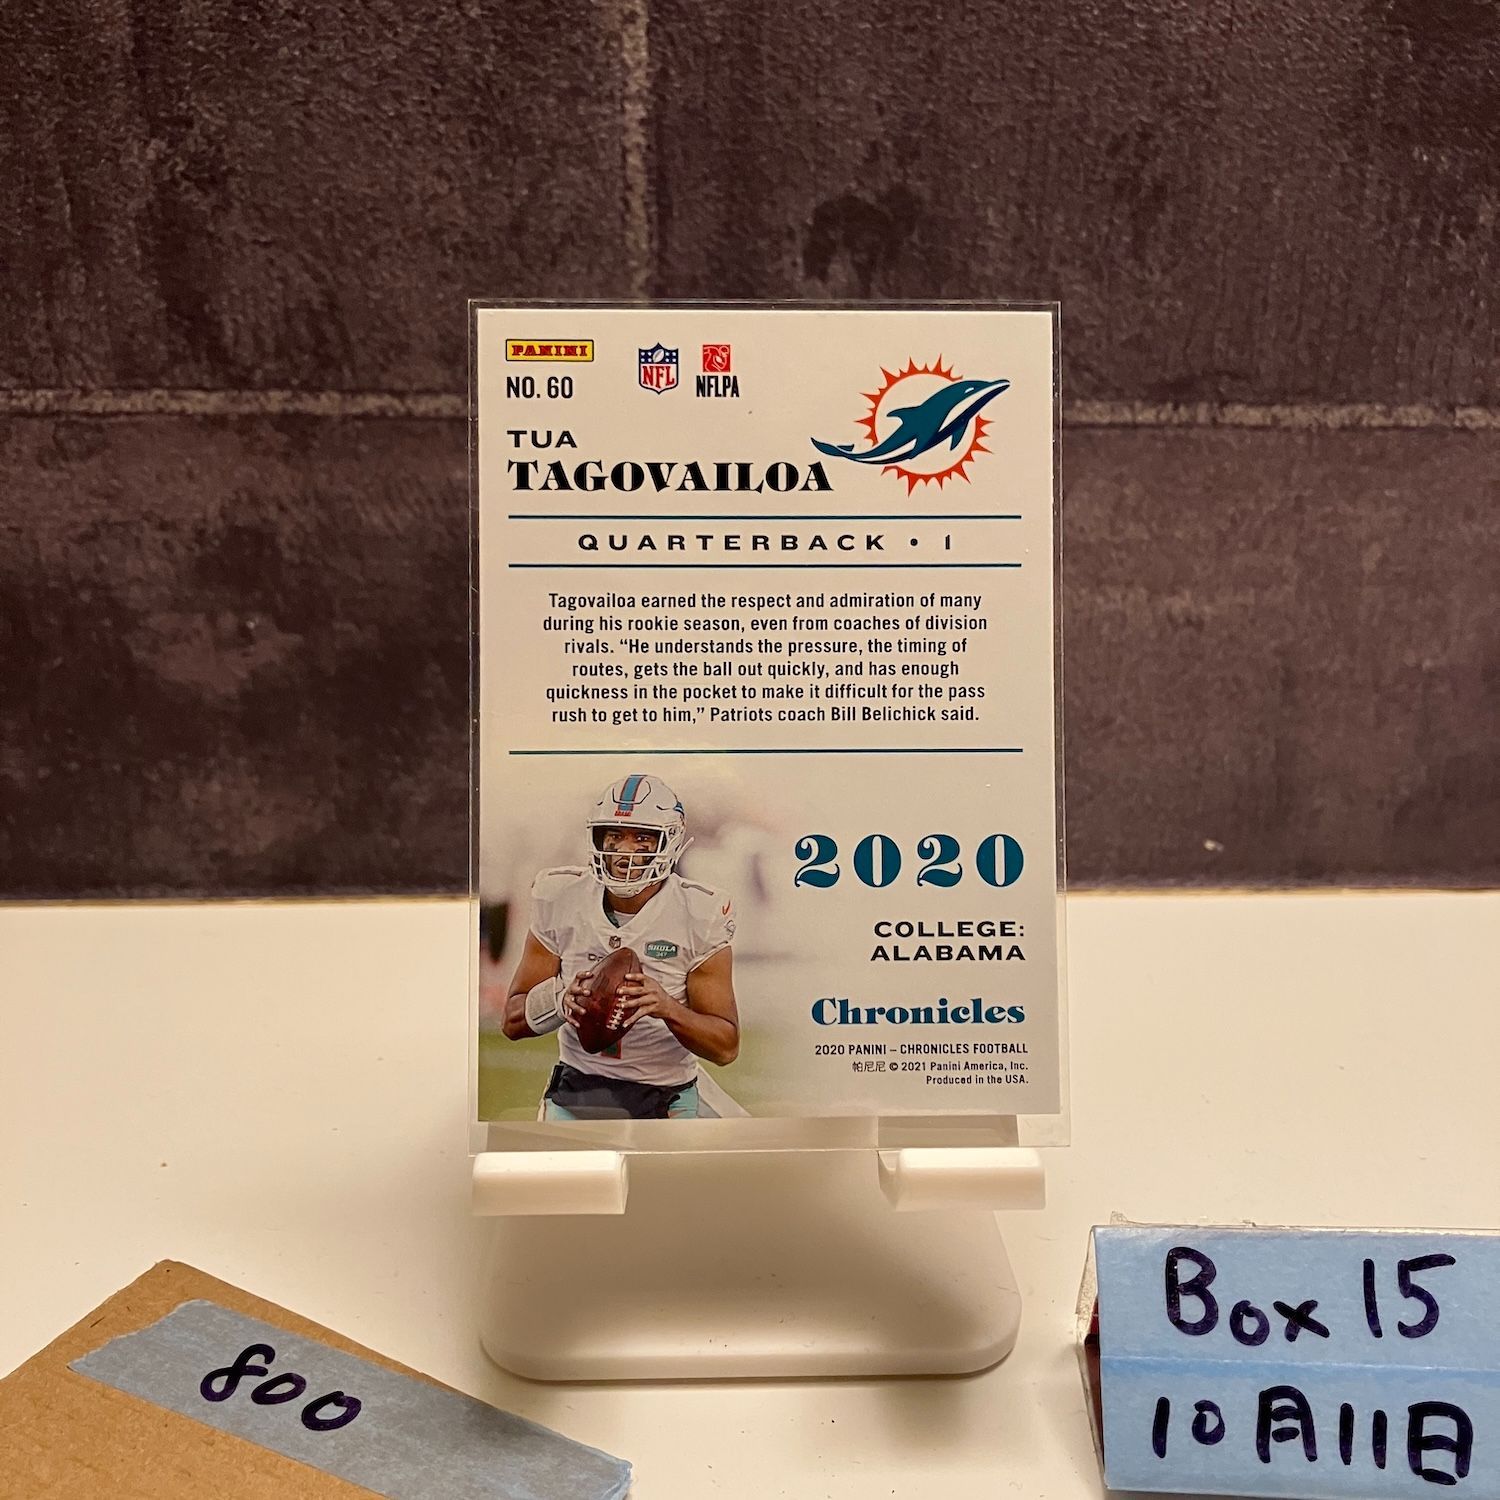 PANINI
NO. 60
NFL
NFLPA
TUA
TAGOVAILOA
QUARTERBACK • 1
Tagovailoa earned the respect and admiration of many
during his rookie season, even from coaches of division
rivals. “He understands the pressure, the timing of
routes, gets the ball out quickly, and has enough
quickness in the pocket to make it difficult for the pass
rush to get to him,” Patriots coach Bill Belichick said.
SHULA
347
2020
COLLEGE:
ALABAMA
Chronicles
2020 PANINI – CHRONICLES FOOTBALL
帕尼尼 © 2021 Panini America, Inc.
Produced in the USA.
800
Box 15
10月11日